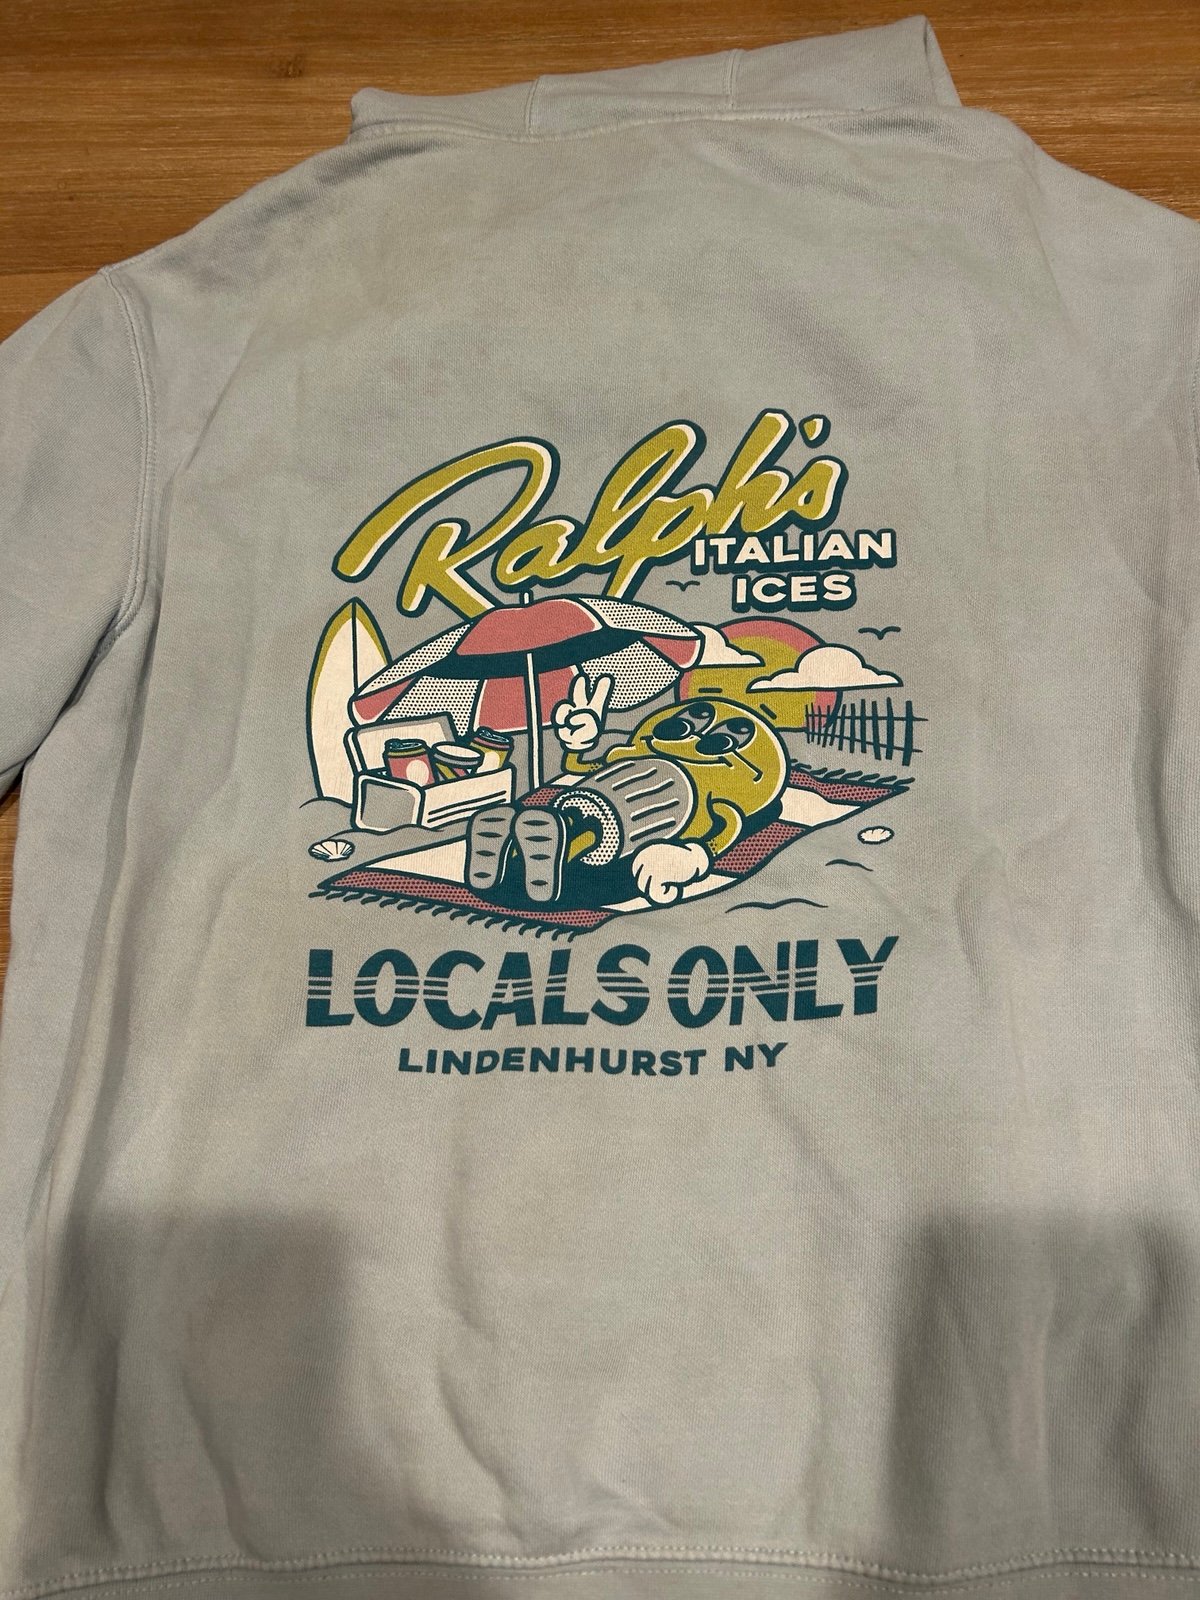 Ralph's
ITALIAN
ICES
LOCALS ONLY
LINDENHURST NY